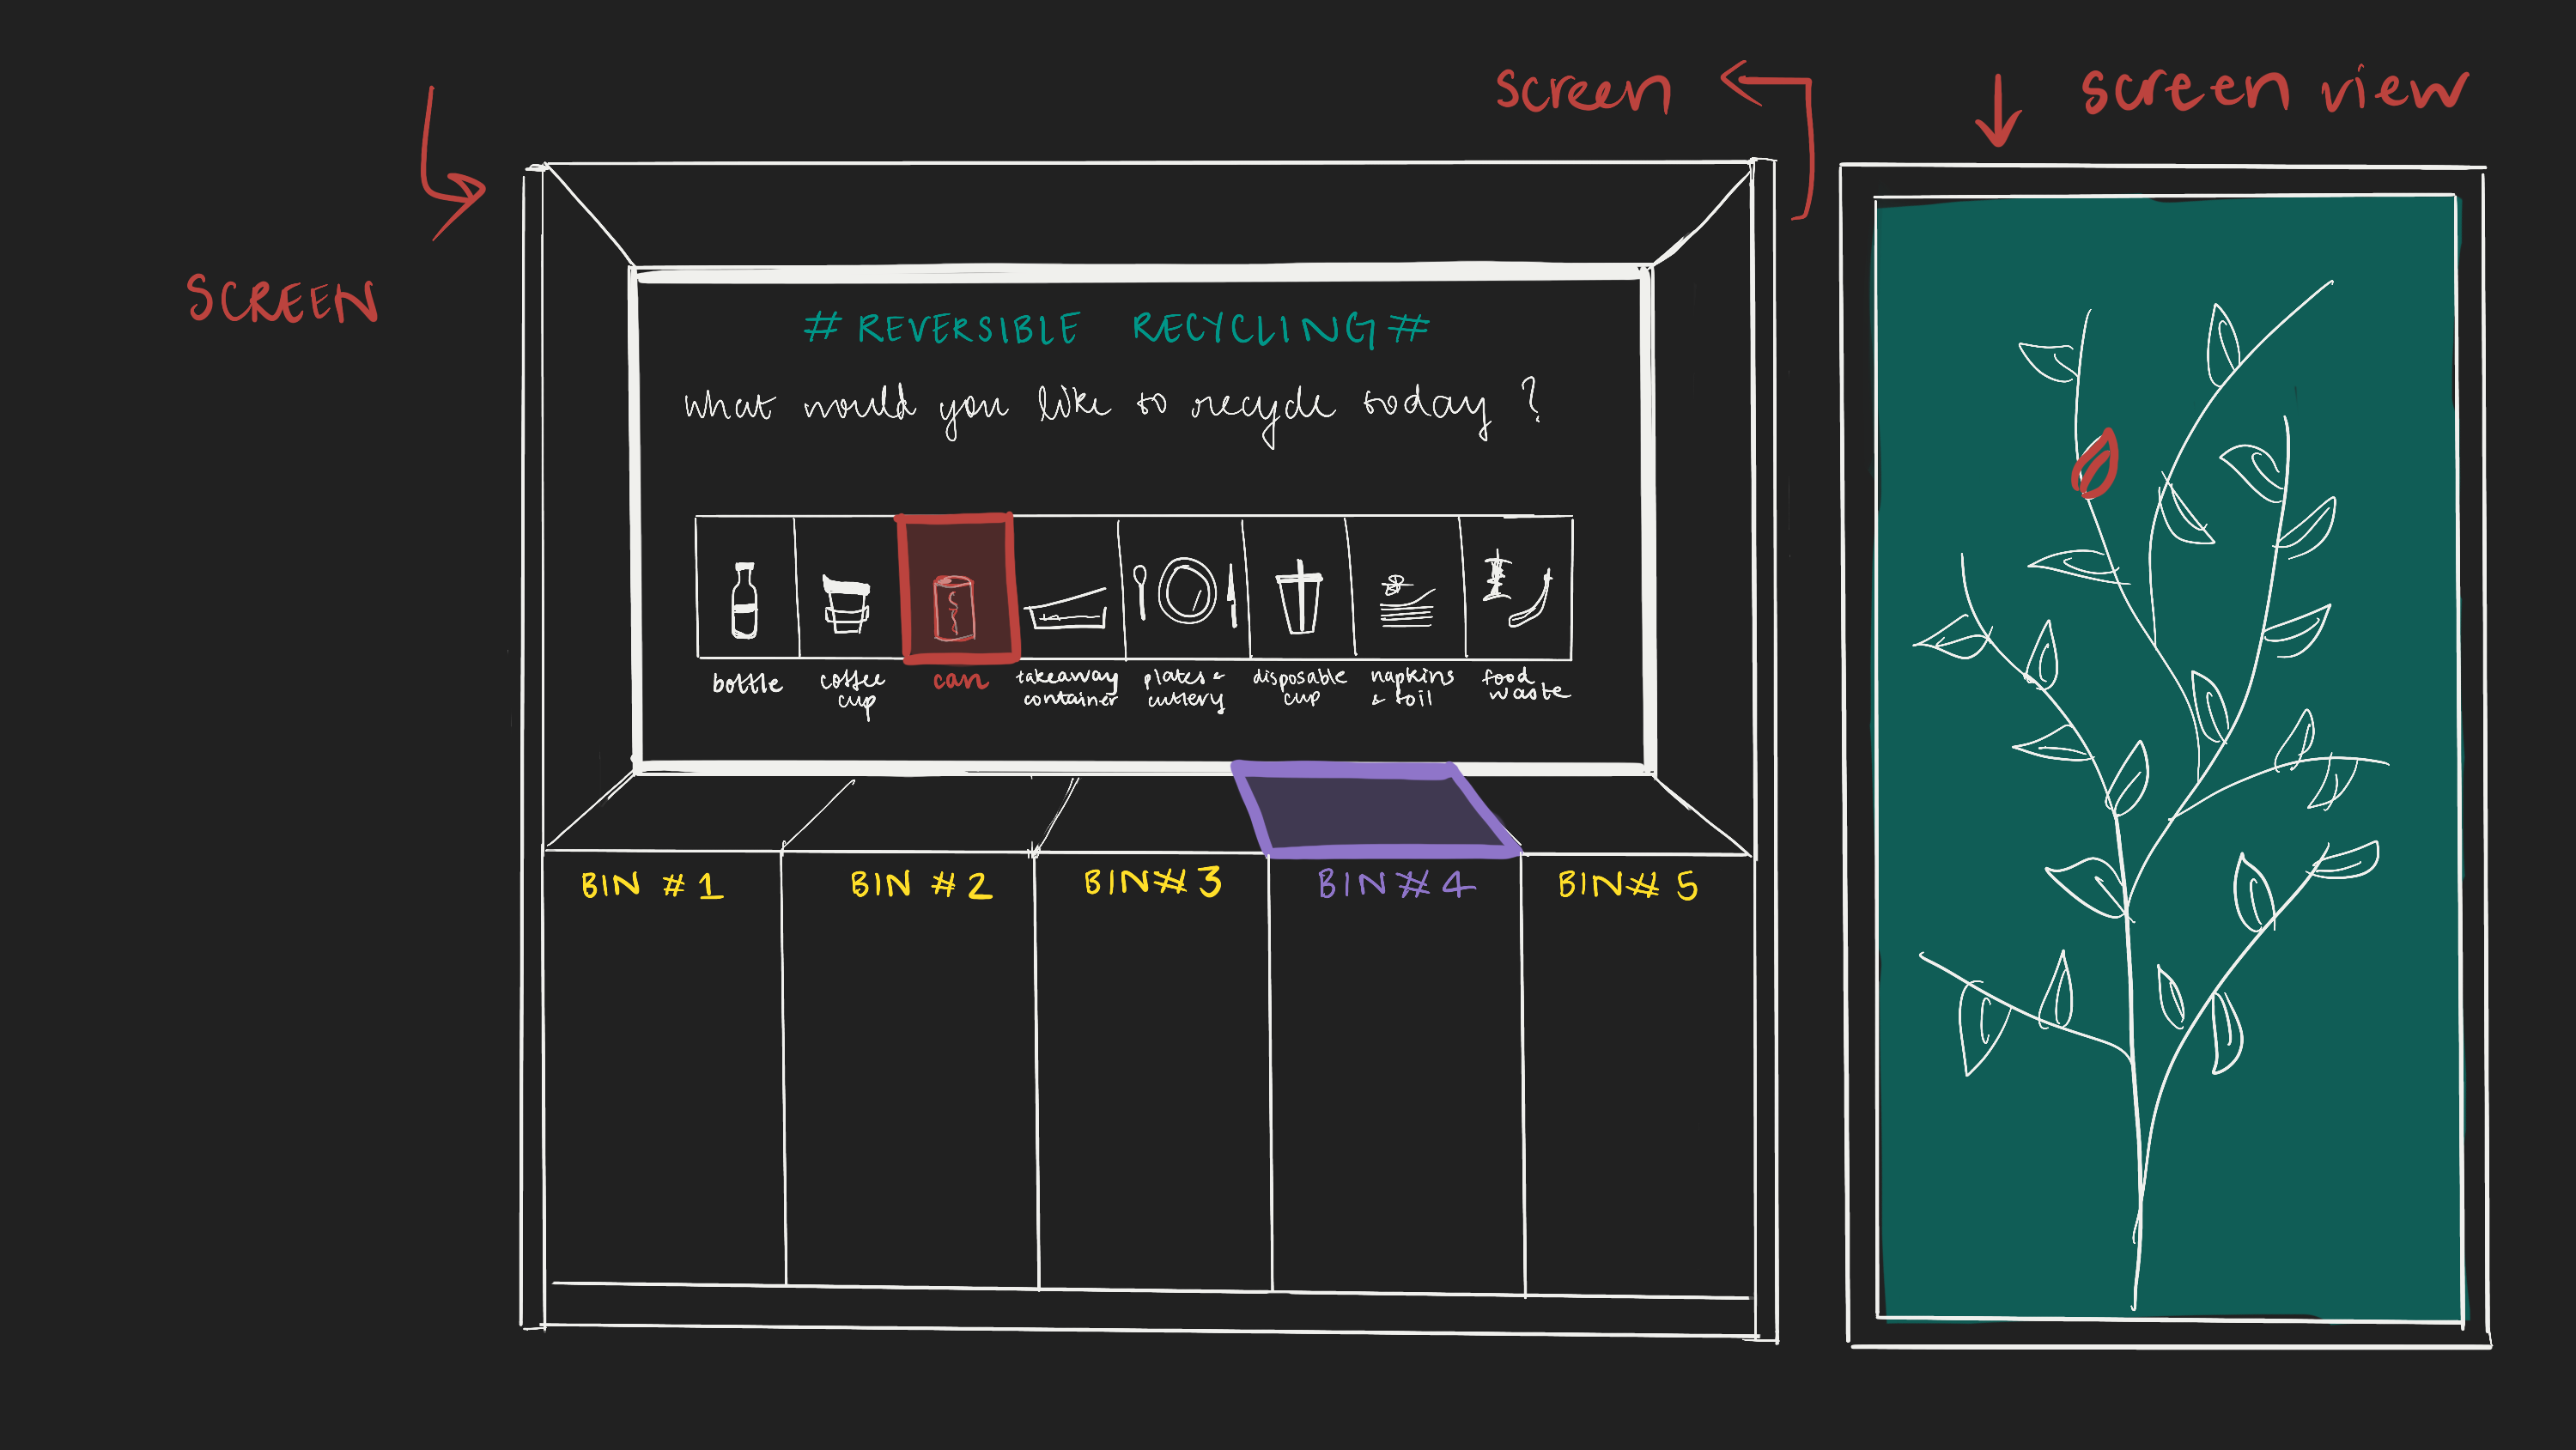 screen
screen view
SCREEN
# REVERSIBLE RECYCLING #
what would you like to recycle today ?
bottle
coffee
cup
can
takeaway
container
plates &
cutlery
disposable
cup
napkins
& foil
food
waste
BIN #1
BIN #2
BIN #3
BIN #4
BIN #5